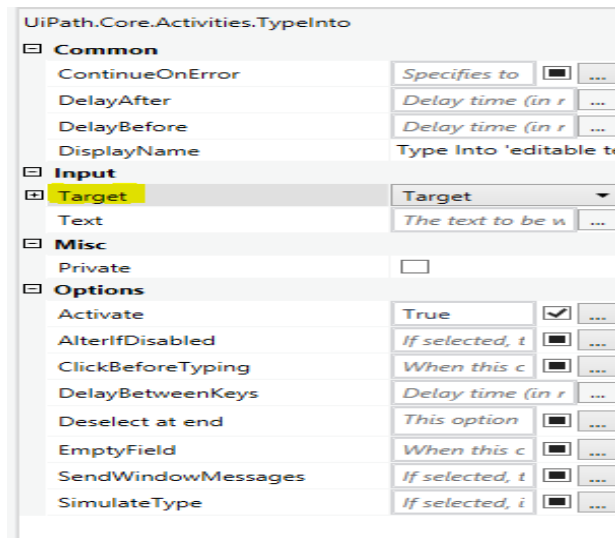 UiPath.Core.Activities.TypeInto
Common
ContinueOnError Specifies to ...
DelayAfter Delay time (in r ...
DelayBefore Delay time (in r ...
DisplayName Type Into 'editable te
Input
Target Target
Text The text to be w ...
Misc
Private
Options
Activate True ...
AlterIfDisabled If selected, t ...
ClickBeforeTyping When this c ...
DelayBetweenKeys Delay time (in r ...
Deselect at end This option ...
EmptyField When this c ...
SendWindowMessages If selected, t ...
SimulateType If selected, i ...